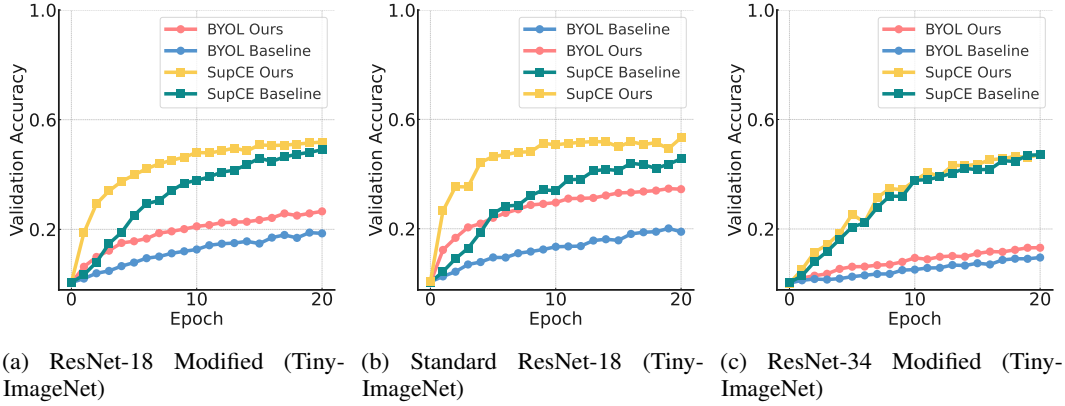 1.0
0.6
0.2
Validation Accuracy
BYOL Ours
BYOL Baseline
SupCE Ours
SupCE Baseline
0
10
20
Epoch
(a) ResNet-18 Modified (Tiny-
ImageNet)
1.0
0.6
0.2
Validation Accuracy
BYOL Baseline
BYOL Ours
SupCE Baseline
SupCE Ours
0
10
20
Epoch
(b) Standard ResNet-18 (Tiny-
ImageNet)
1.0
0.6
0.2
Validation Accuracy
BYOL Ours
BYOL Baseline
SupCE Ours
SupCE Baseline
0
10
20
Epoch
(c) ResNet-34 Modified (Tiny-
ImageNet)